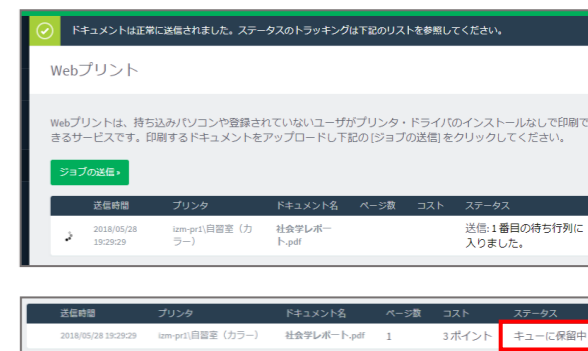 ドキュメントは正常に送信されました。ステータスのトラッキングは下記のリストを参照してください。
Webプリント
Webプリントは、持ち込みパソコンや登録されていないユーザがプリンタ・ドライバのインストールなしで印刷で
きるサービスです。印刷するドキュメントをアップロードし下記の[ジョブの送信]をクリックしてください。
ジョブの送信»
送信時間 プリンタ ドキュメント名 ページ数 コスト ステータス
2018/05/28 izm-pr1\自習室（カ 社会学レポー 送信:1番目の待ち行列に
19:29:29 ラー） ト.pdf 入りました。
送信時間 プリンタ ドキュメント名 ページ数 コスト ステータス
2018/05/28 19:29:29 izm-pr1\自習室（カラー） 社会学レポート.pdf 1 3ポイント キューに保留中